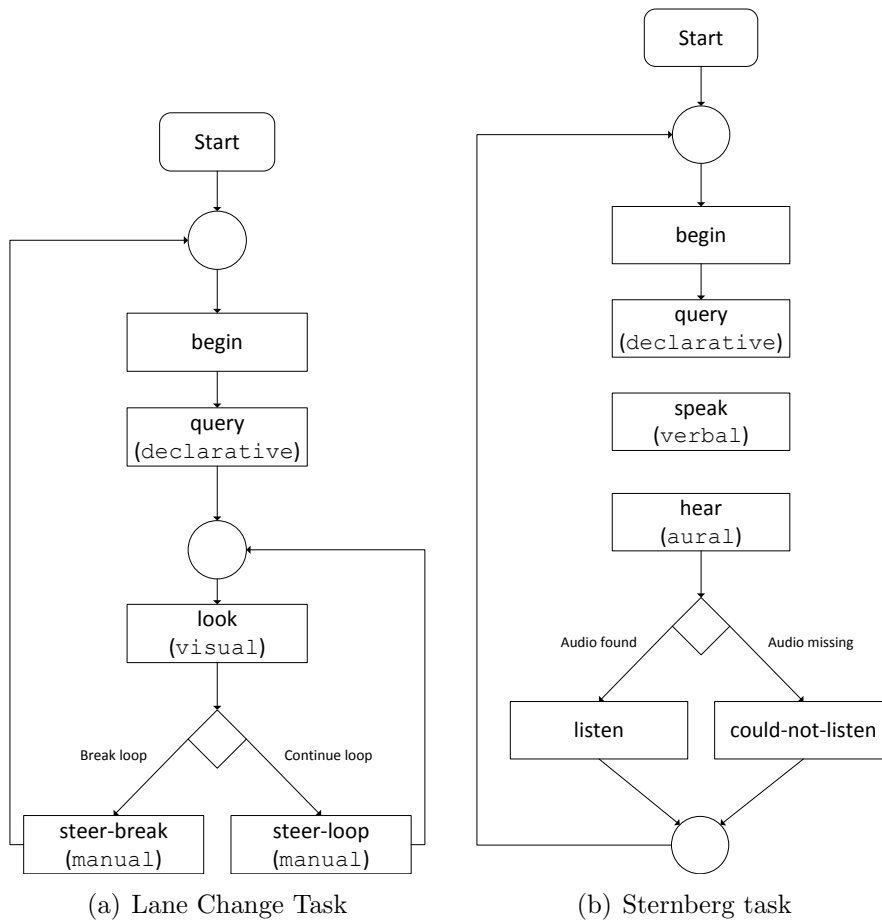 Start
begin
query
(declarative)
look
(visual)
Break loop
Continue loop
steer-break
(manual)
steer-loop
(manual)
(a) Lane Change Task
Start
begin
query
(declarative)
speak
(verbal)
hear
(aural)
Audio found
Audio missing
listen
could-not-listen
(b) Sternberg task